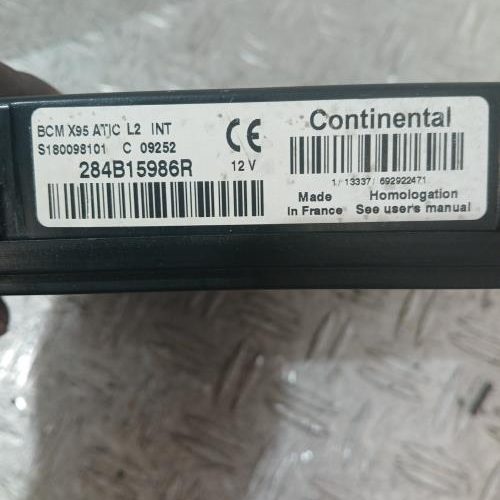 BCM X95 ATIC L2 INT
S180098101 C 09252
284B15986R
CE
12 V
Continental
1/ 13337/ 692922471
Made Homologation
In France See user's manual